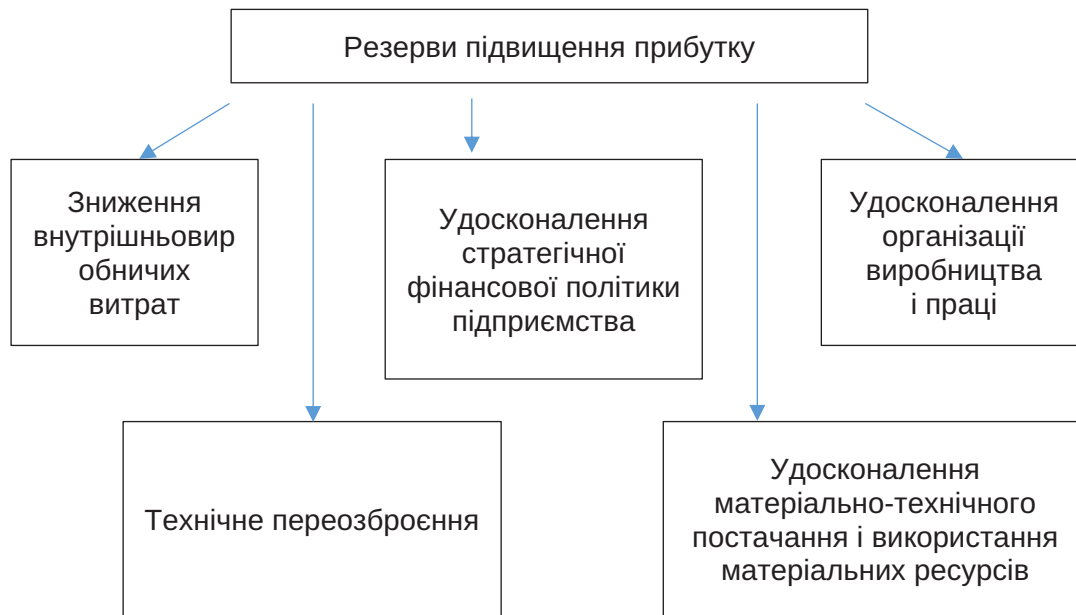 Резерви підвищення прибутку
Зниження
внутрішньовир
обничих
витрат
Удосконалення
стратегічної
фінансової політики
підприємства
Удосконалення
організації
виробництва
і праці
Технічне переозброєння
Удосконалення
матеріально-технічного
постачання і використання
матеріальних ресурсів